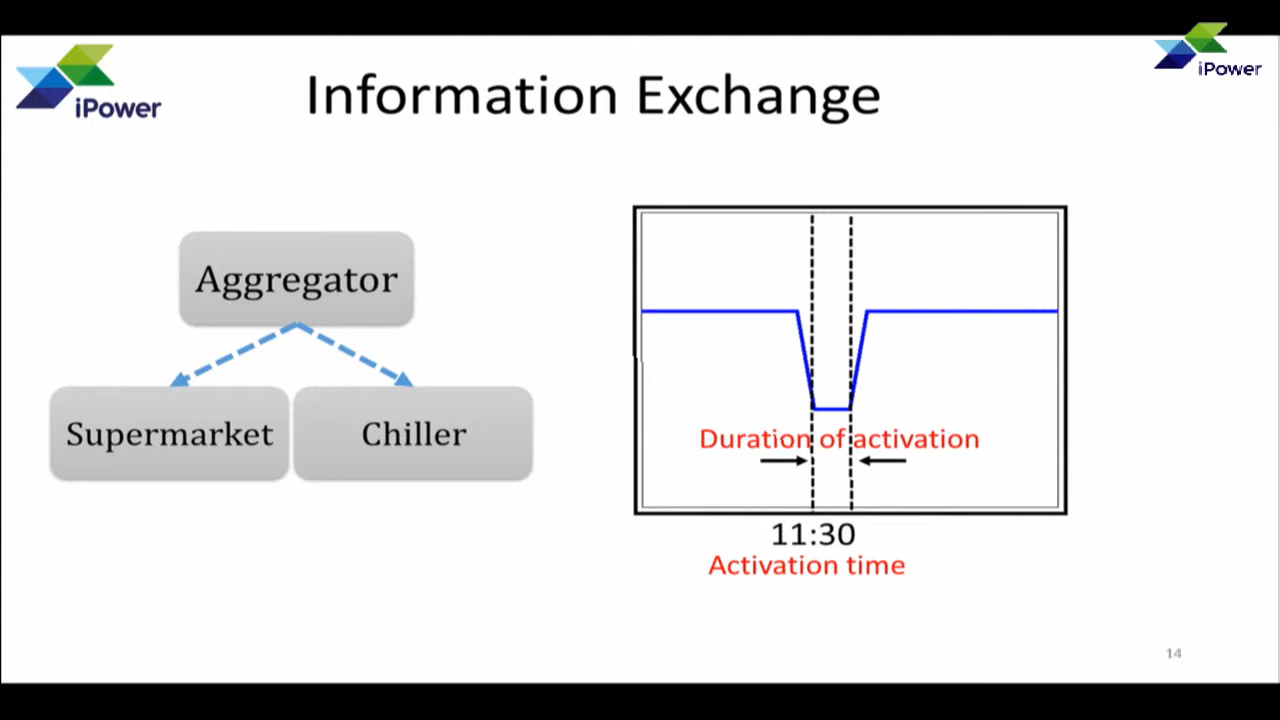 iPower
iPower
Information Exchange
Aggregator
Supermarket
Chiller
Duration of activation
11:30
Activation time
14